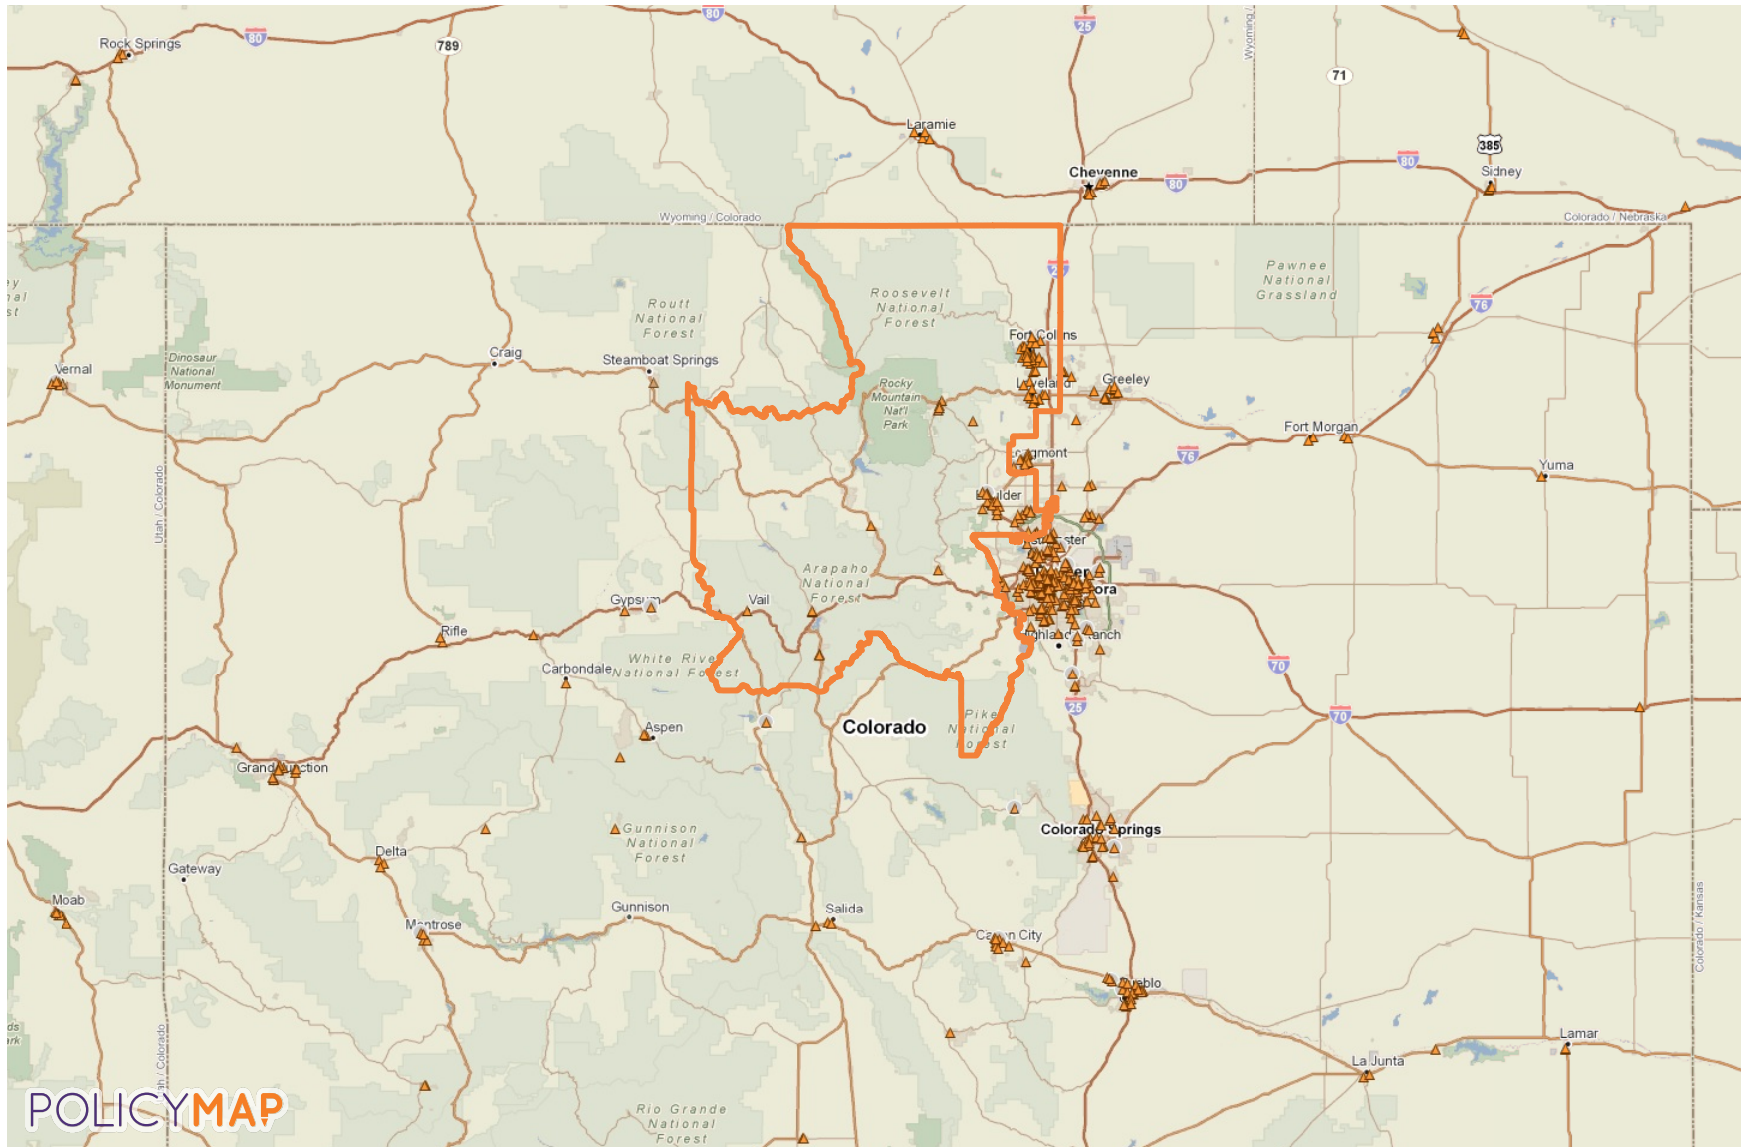 80
25
Wyoming /
Rock Springs
80
789
71
Laramie
385
80
Sidney
Cheyenne
80
Wyoming / Colorado
Colorado / Nebraska
Pawnee
National
Grassland
Roosevelt
National
Forest
Routt
National
Forest
76
Fort Collins
Craig
Steamboat Springs
Dinosaur
National
Monument
Vernal
Rocky
Mountain
Nat'l
Park
Loveland
Greeley
Fort Morgan
76
Yuma
Utah / Colorado
Arapaho
National
Forest
Gypsum
Vail
Rifle
White River
National Forest
Carbondale
70
25
70
Pike
National
Forest
Colorado
Aspen
Grand Junction
Colorado Springs
Gunnison
National
Forest
Delta
Gateway
Moab
Gunnison
Salida
Montrose
Canon City
Colorado / Kansas
Pueblo
Lamar
La Junta
Rio Grande
National
Forest
POLICYMAP